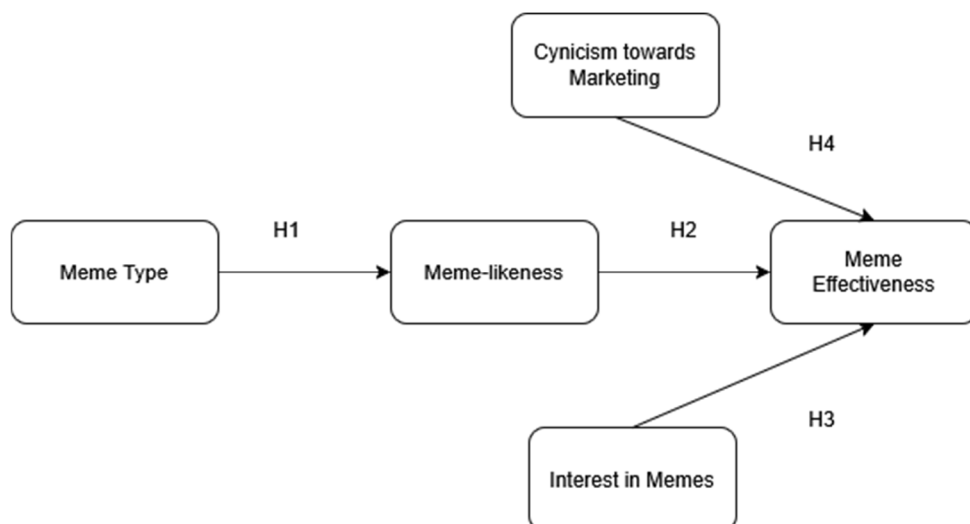 Cynicism towards
Marketing
H4
H1
H2
Meme Type
Meme-likeness
Meme
Effectiveness
H3
Interest in Memes